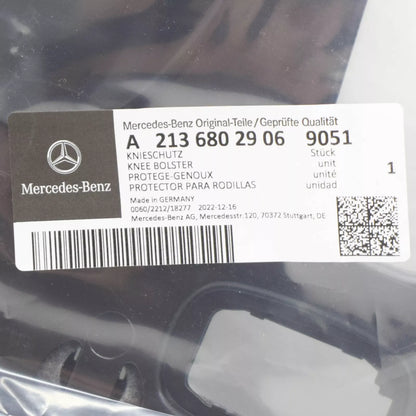 Mercedes-Benz Original-Teile/Geprüfte Qualität
A 213 680 29 06 9051
KNIESCHUTZ Stück
KNEE BOLSTER unit
PROTEGE-GENOUX unité
PROTECTOR PARA RODILLAS unidad
1
Made in GERMANY
0060/2212/18277 2022-12-16
Mercedes-Benz AG, Mercedesstr.120, 70372 Stuttgart, DE
Mercedes-Benz